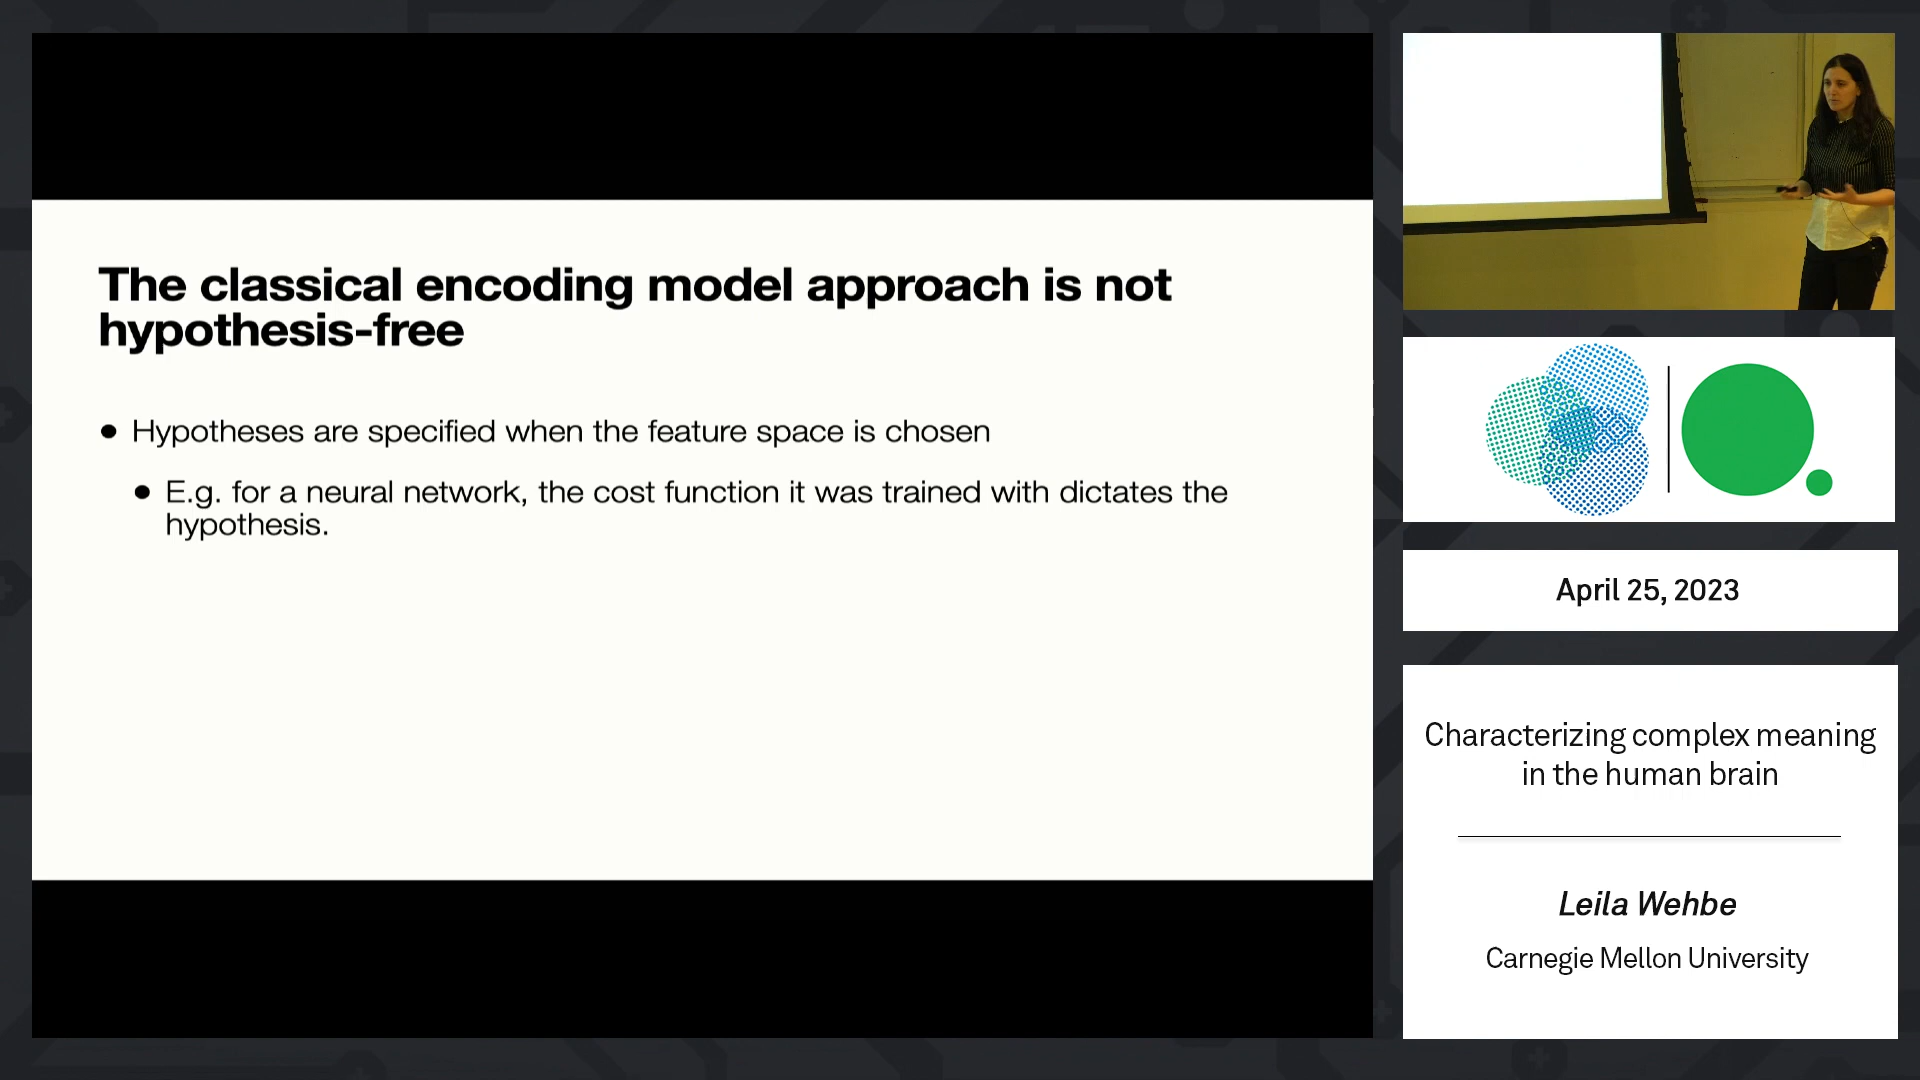 The classical encoding model approach is not
hypothesis-free
● Hypotheses are specified when the feature space is chosen
● E.g. for a neural network, the cost function it was trained with dictates the
hypothesis.
April 25, 2023
Characterizing complex meaning
in the human brain
Leila Wehbe
Carnegie Mellon University